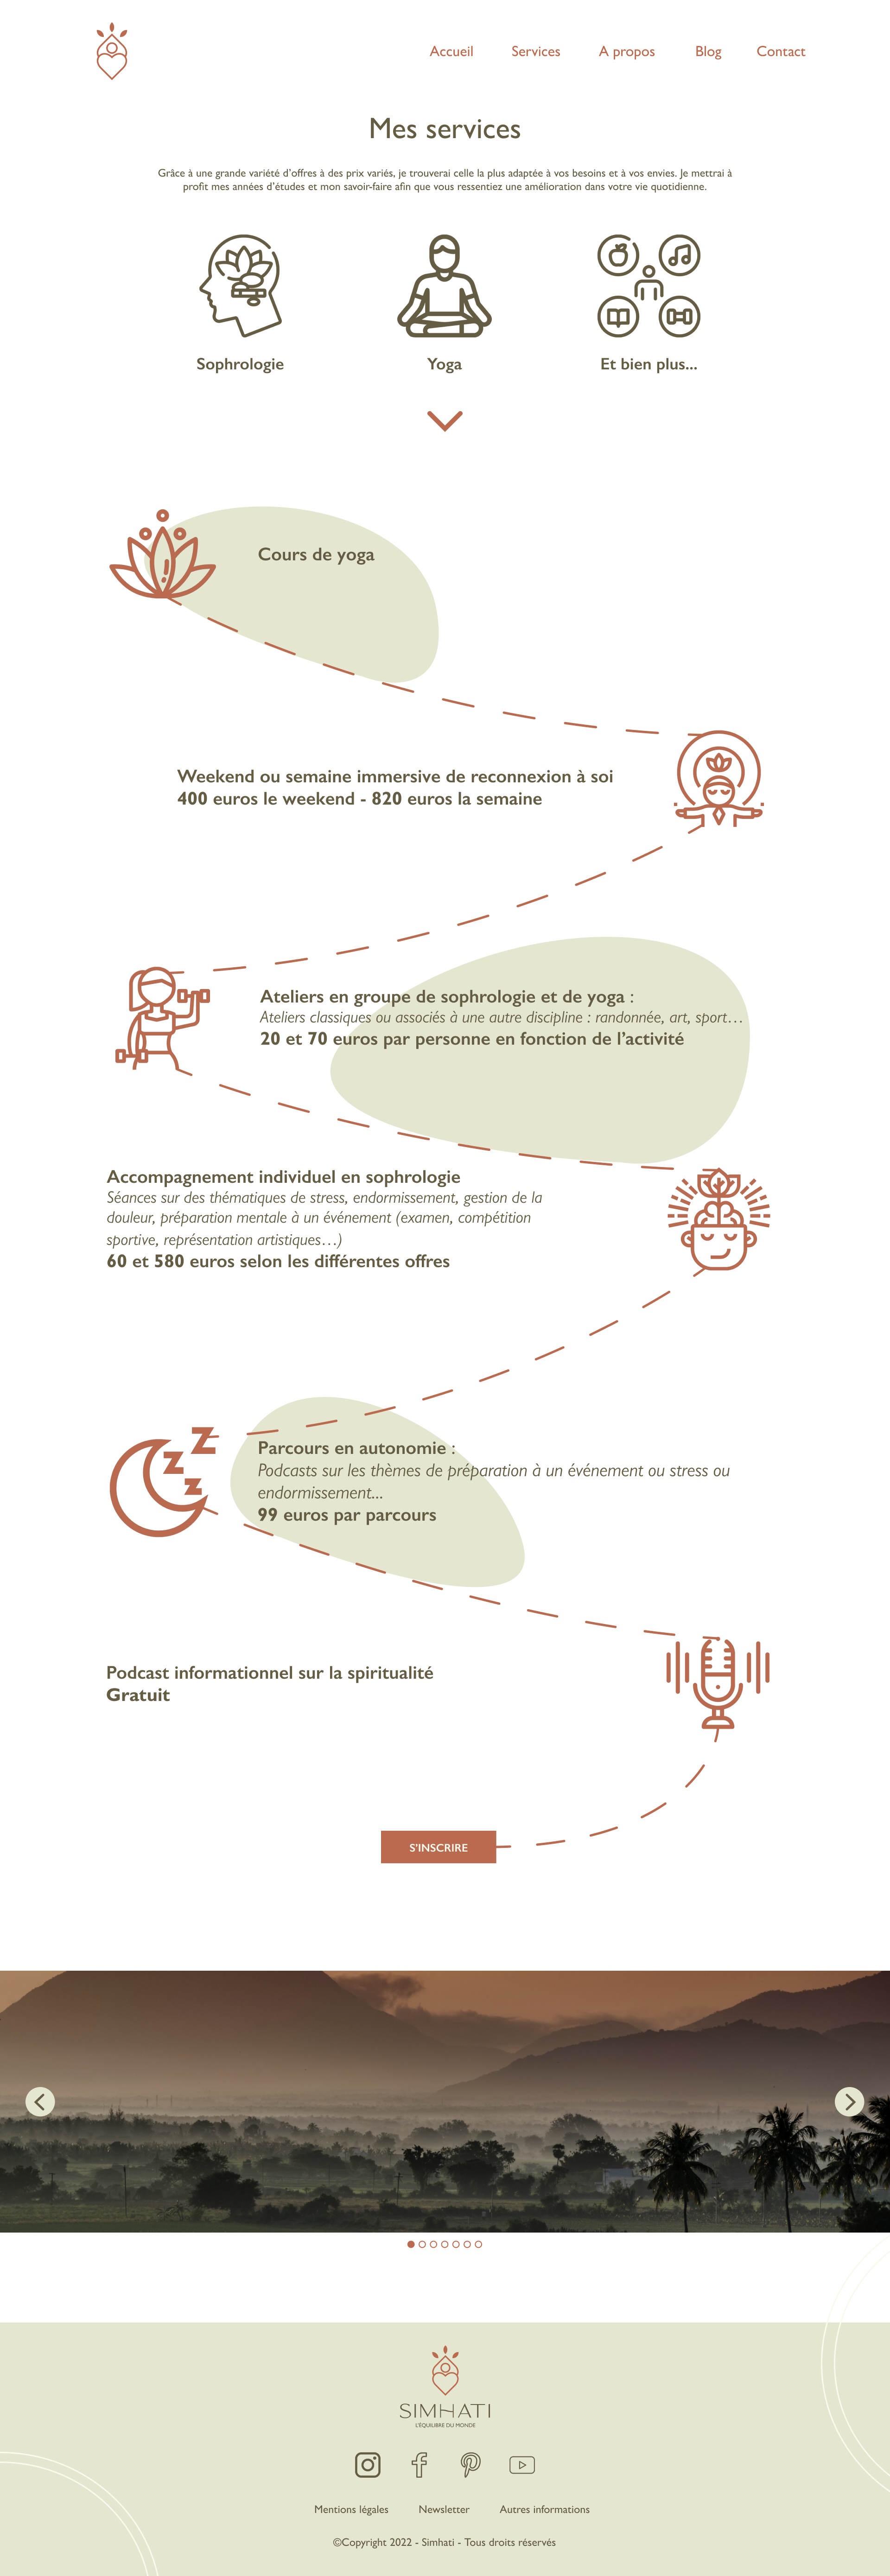 Accueil Services A propos Blog Contact
Mes services
Grâce à une grande variété d'offres à des prix variés, je trouverai celle la plus adaptée à vos besoins et à vos envies. Je mettrai à
profit mes années d'études et mon savoir-faire afin que vous ressentiez une amélioration dans votre vie quotidienne.
Sophrologie Yoga Et bien plus...
Cours de yoga
Weekend ou semaine immersive de reconnexion à soi
400 euros le weekend - 820 euros la semaine
Ateliers en groupe de sophrologie et de yoga :
Ateliers classiques ou associés à une autre discipline : randonnée, art, sport…
20 et 70 euros par personne en fonction de l'activité
Accompagnement individuel en sophrologie
Séances sur des thématiques de stress, endormissement, gestion de la
douleur, préparation mentale à un événement (examen, compétition
sportive, représentation artistiques…)
60 et 580 euros selon les différentes offres
Parcours en autonomie :
Podcasts sur les thèmes de préparation à un événement ou stress ou
endormissement...
99 euros par parcours
Podcast informationnel sur la spiritualité
Gratuit
S'INSCRIRE
SIMHATI
L'ÉQUILIBRE DU MONDE
Mentions légales Newsletter Autres informations
©Copyright 2022 - Simhati - Tous droits réservés